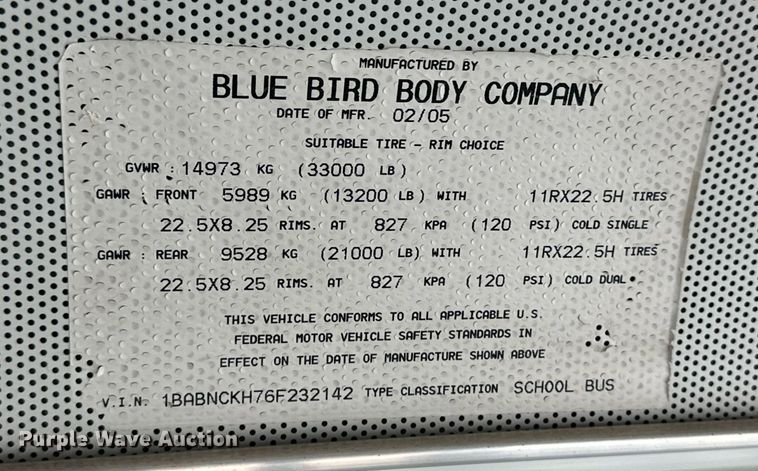 MANUFACTURED BY
BLUE BIRD BODY COMPANY
DATE OF MFR. 02/05
SUITABLE TIRE - RIM CHOICE
GVWR : 14973 KG (33000 LB)
GAWR : FRONT 5989 KG (13200 LB) WITH 11RX22.5H TIRES
22.5X8.25 RIMS. AT 827 KPA (120 PSI) COLD SINGLE
GAWR : REAR 9528 KG (21000 LB) WITH 11RX22.5H TIRES
22.5X8.25 RIMS. AT 827 KPA (120 PSI) COLD DUAL
THIS VEHICLE CONFORMS TO ALL APPLICABLE U.S.
FEDERAL MOTOR VEHICLE SAFETY STANDARDS IN
EFFECT ON THE DATE OF MANUFACTURE SHOWN ABOVE
V.I.N. 1BABNCKH76F232142 TYPE CLASSIFICATION SCHOOL BUS
Purple Wave Auction